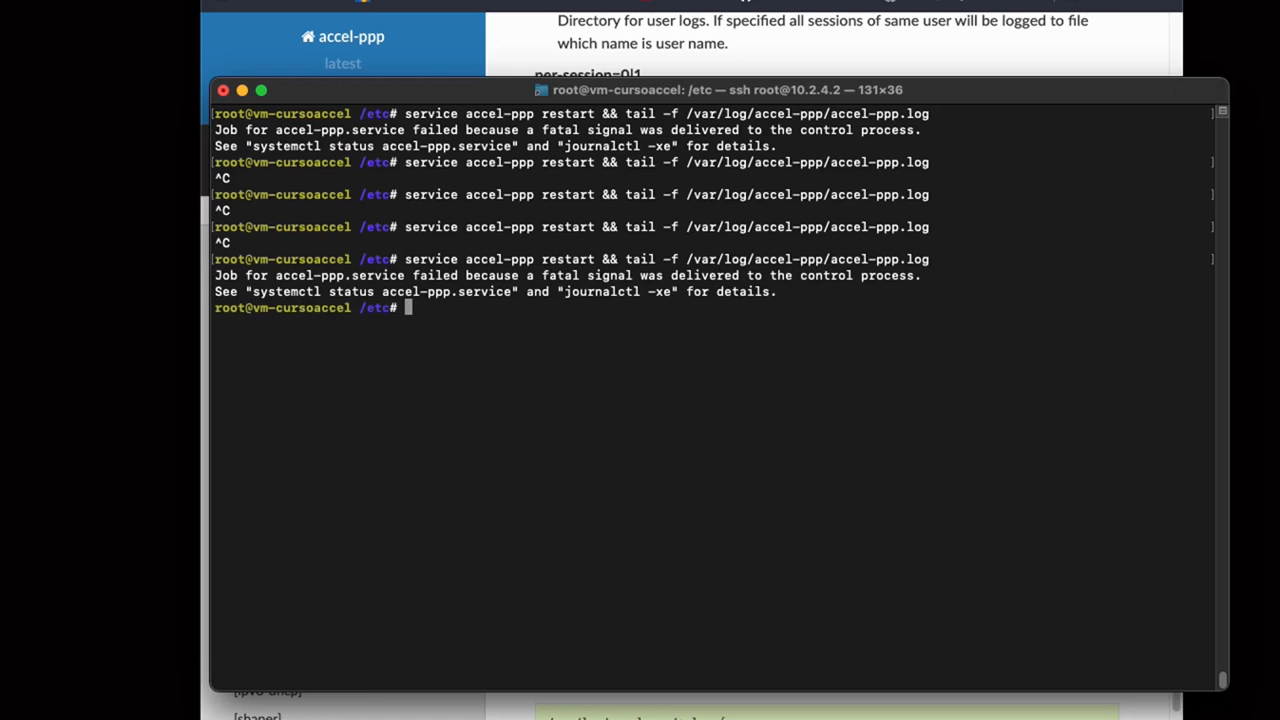 Directory for user logs. If specified all sessions of same user will be logged to file
accel-ppp
which name is user name.
latest
per-session=0|1
root@vm-cursoaccel: /etc — ssh root@10.2.4.2 — 131×36
[root@vm-cursoaccel /etc# service accel-ppp restart && tail -f /var/log/accel-ppp/accel-ppp.log ]
Job for accel-ppp.service failed because a fatal signal was delivered to the control process.
See "systemctl status accel-ppp.service" and "journalctl -xe" for details.
[root@vm-cursoaccel /etc# service accel-ppp restart && tail -f /var/log/accel-ppp/accel-ppp.log ]
^C
[root@vm-cursoaccel /etc# service accel-ppp restart && tail -f /var/log/accel-ppp/accel-ppp.log ]
^C
[root@vm-cursoaccel /etc# service accel-ppp restart && tail -f /var/log/accel-ppp/accel-ppp.log ]
^C
[root@vm-cursoaccel /etc# service accel-ppp restart && tail -f /var/log/accel-ppp/accel-ppp.log ]
Job for accel-ppp.service failed because a fatal signal was delivered to the control process.
See "systemctl status accel-ppp.service" and "journalctl -xe" for details.
root@vm-cursoaccel /etc#
[ipv6-dhcp]
[shaper]